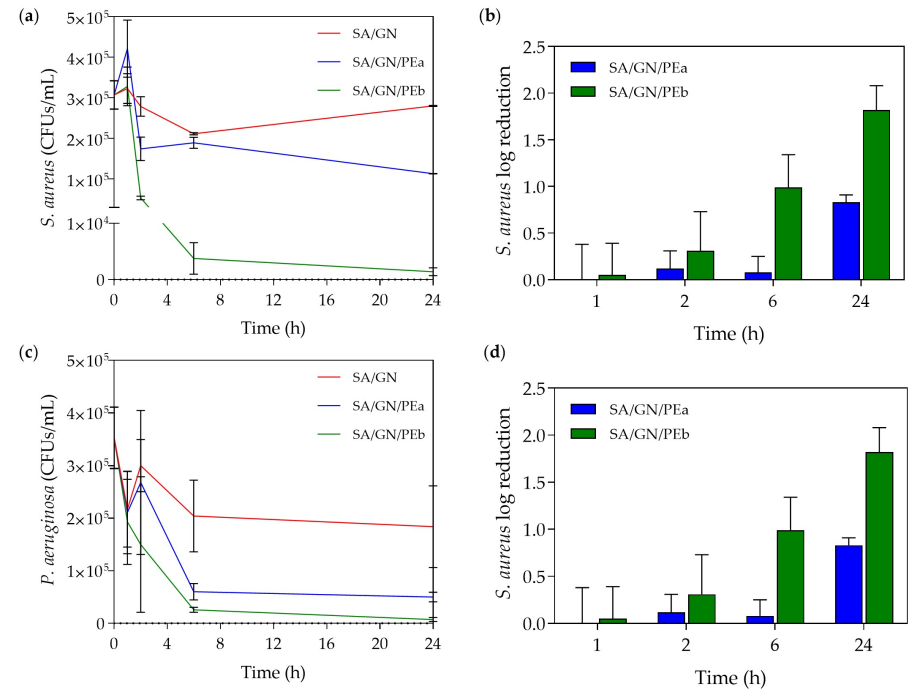 (a)
S. aureus (CFUs/mL)
5×10⁵
4×10⁵
3×10⁵
2×10⁵
1×10⁵
1×10⁴
0
0 4 8 12 16 20 24
Time (h)
SA/GN
SA/GN/PEa
SA/GN/PEb
(b)
S. aureus log reduction
2.5
2.0
1.5
1.0
0.5
0.0
1 2 6 24
Time (h)
SA/GN/PEa
SA/GN/PEb
(c)
P. aeruginosa (CFUs/mL)
5×10⁵
4×10⁵
3×10⁵
2×10⁵
1×10⁵
0
0 4 8 12 16 20 24
Time (h)
SA/GN
SA/GN/PEa
SA/GN/PEb
(d)
S. aureus log reduction
2.5
2.0
1.5
1.0
0.5
0.0
1 2 6 24
Time (h)
SA/GN/PEa
SA/GN/PEb